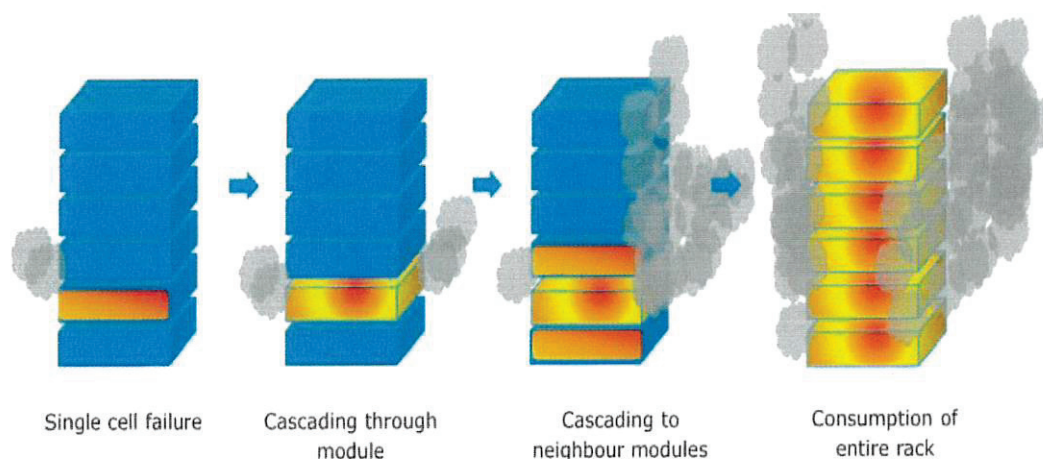 Single cell failure
Cascading through
module
Cascading to
neighbour modules
Consumption of
entire rack